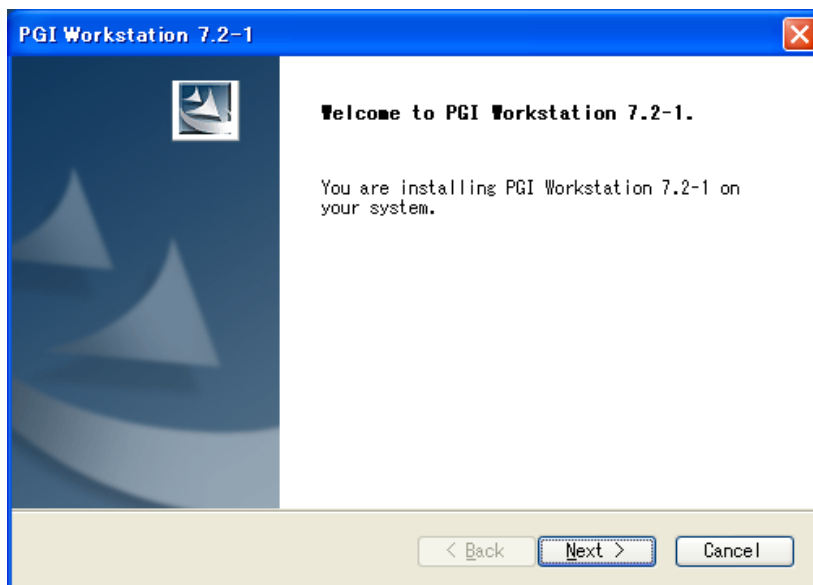 PGI Workstation 7.2-1
Welcome to PGI Workstation 7.2-1.
You are installing PGI Workstation 7.2-1 on
your system.
< Back
Next >
Cancel